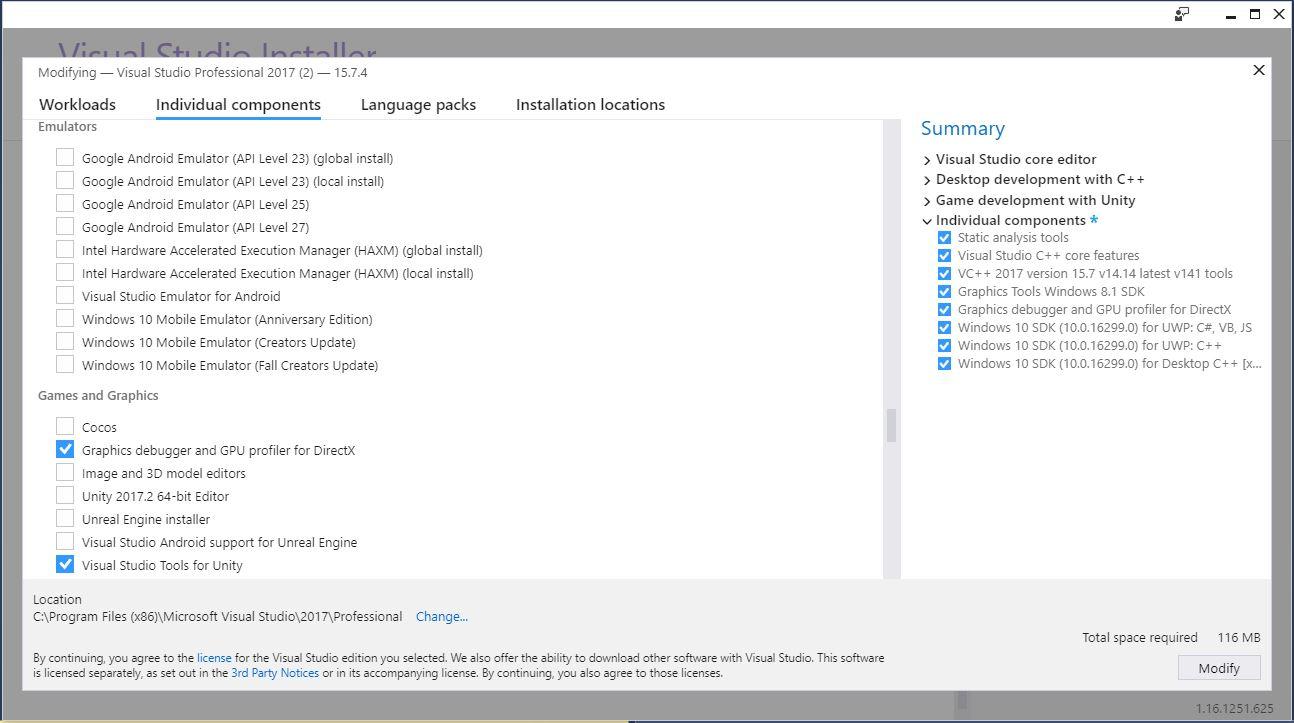 Visual Studio Installer
Modifying — Visual Studio Professional 2017 (2) — 15.7.4
Workloads Individual components Language packs Installation locations
Emulators
Google Android Emulator (API Level 23) (global install)
Google Android Emulator (API Level 23) (local install)
Google Android Emulator (API Level 25)
Google Android Emulator (API Level 27)
Intel Hardware Accelerated Execution Manager (HAXM) (global install)
Intel Hardware Accelerated Execution Manager (HAXM) (local install)
Visual Studio Emulator for Android
Windows 10 Mobile Emulator (Anniversary Edition)
Windows 10 Mobile Emulator (Creators Update)
Windows 10 Mobile Emulator (Fall Creators Update)
Games and Graphics
Cocos
Graphics debugger and GPU profiler for DirectX
Image and 3D model editors
Unity 2017.2 64-bit Editor
Unreal Engine installer
Visual Studio Android support for Unreal Engine
Visual Studio Tools for Unity
Summary
Visual Studio core editor
Desktop development with C++
Game development with Unity
Individual components *
Static analysis tools
Visual Studio C++ core features
VC++ 2017 version 15.7 v14.14 latest v141 tools
Graphics Tools Windows 8.1 SDK
Graphics debugger and GPU profiler for DirectX
Windows 10 SDK (10.0.16299.0) for UWP: C#, VB, JS
Windows 10 SDK (10.0.16299.0) for UWP: C++
Windows 10 SDK (10.0.16299.0) for Desktop C++ [x...
Location
C:\Program Files (x86)\Microsoft Visual Studio\2017\Professional Change...
Total space required 116 MB
By continuing, you agree to the license for the Visual Studio edition you selected. We also offer the ability to download other software with Visual Studio. This software
is licensed separately, as set out in the 3rd Party Notices or in its accompanying license. By continuing, you also agree to those licenses.
Modify
1.16.1251.625